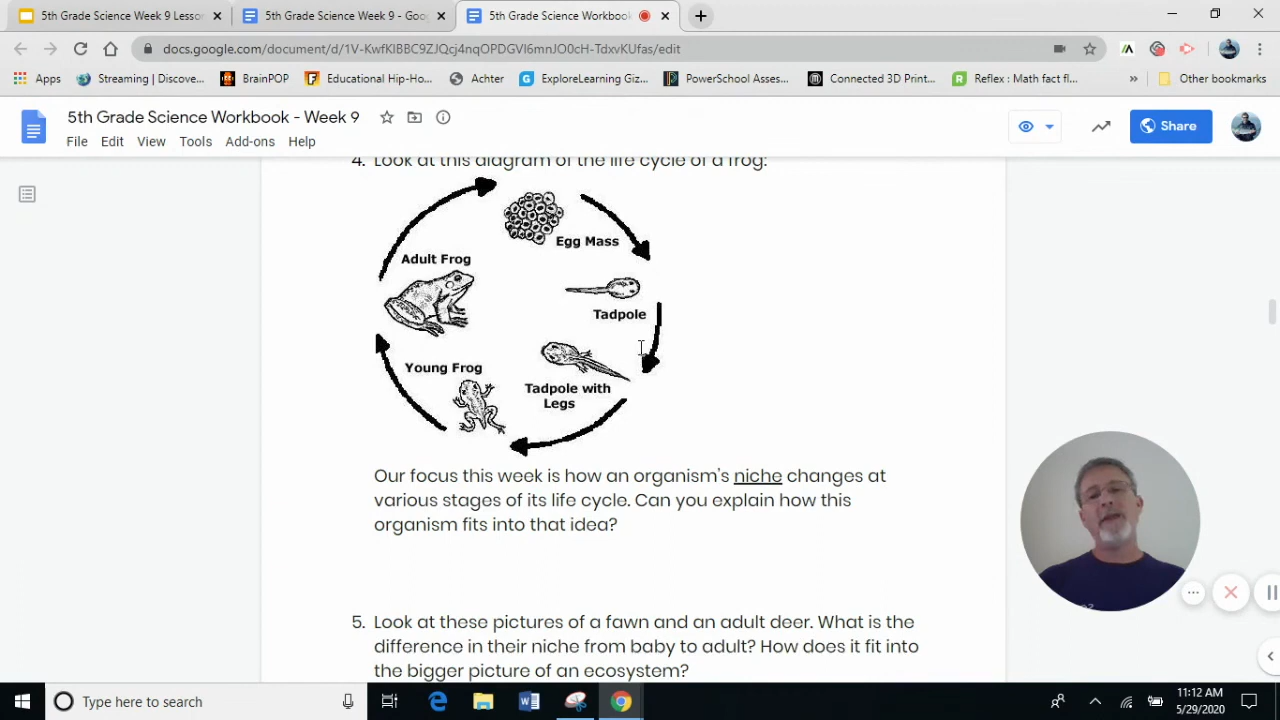 5th Grade Science Week 9 Lesso
5th Grade Science Week 9 - Goo
5th Grade Science Workbook
docs.google.com/document/d/1V-KwfKIBBC9ZJQcj4nqOPDGVI6mnJO0cH-TdxvKUfas/edit
Apps
Streaming | Discove...
BrainPOP
Educational Hip-Ho...
Achter
ExploreLearning Giz...
PowerSchool Asses...
Connected 3D Print...
Reflex : Math fact fl...
»
Other bookmarks
5th Grade Science Workbook - Week 9
File Edit View Tools Add-ons Help
Share
4. Look at this diagram of the life cycle of a frog:
Egg Mass
Adult Frog
Tadpole
Young Frog
Tadpole with
Legs
Our focus this week is how an organism's niche changes at
various stages of its life cycle. Can you explain how this
organism fits into that idea?
5. Look at these pictures of a fawn and an adult deer. What is the
difference in their niche from baby to adult? How does it fit into
the bigger picture of an ecosystem?
Type here to search
11:12 AM
5/29/2020